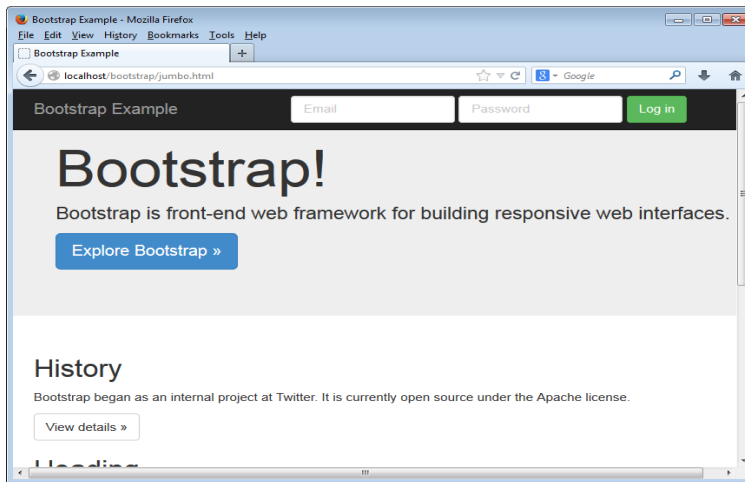 Bootstrap Example - Mozilla Firefox
File Edit View History Bookmarks Tools Help
Bootstrap Example
localhost/bootstrap/jumbo.html
Google
Bootstrap Example
Email
Password
Log in
Bootstrap!
Bootstrap is front-end web framework for building responsive web interfaces.
Explore Bootstrap »
History
Bootstrap began as an internal project at Twitter. It is currently open source under the Apache license.
View details »
Heading